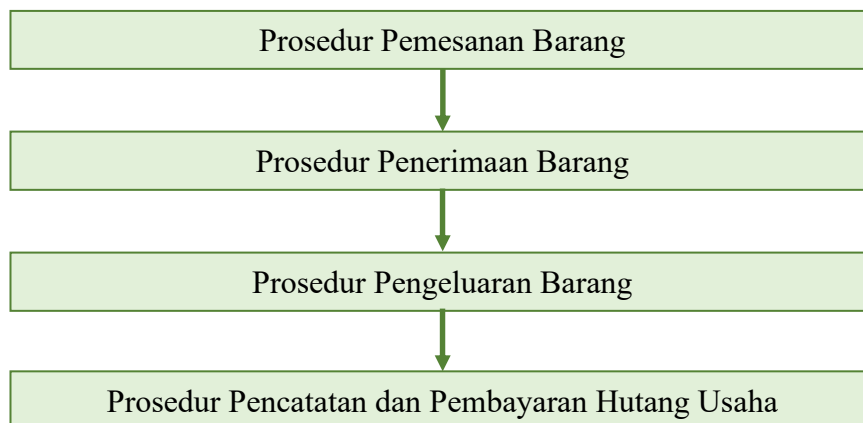 Prosedur Pemesanan Barang
Prosedur Penerimaan Barang
Prosedur Pengeluaran Barang
Prosedur Pencatatan dan Pembayaran Hutang Usaha